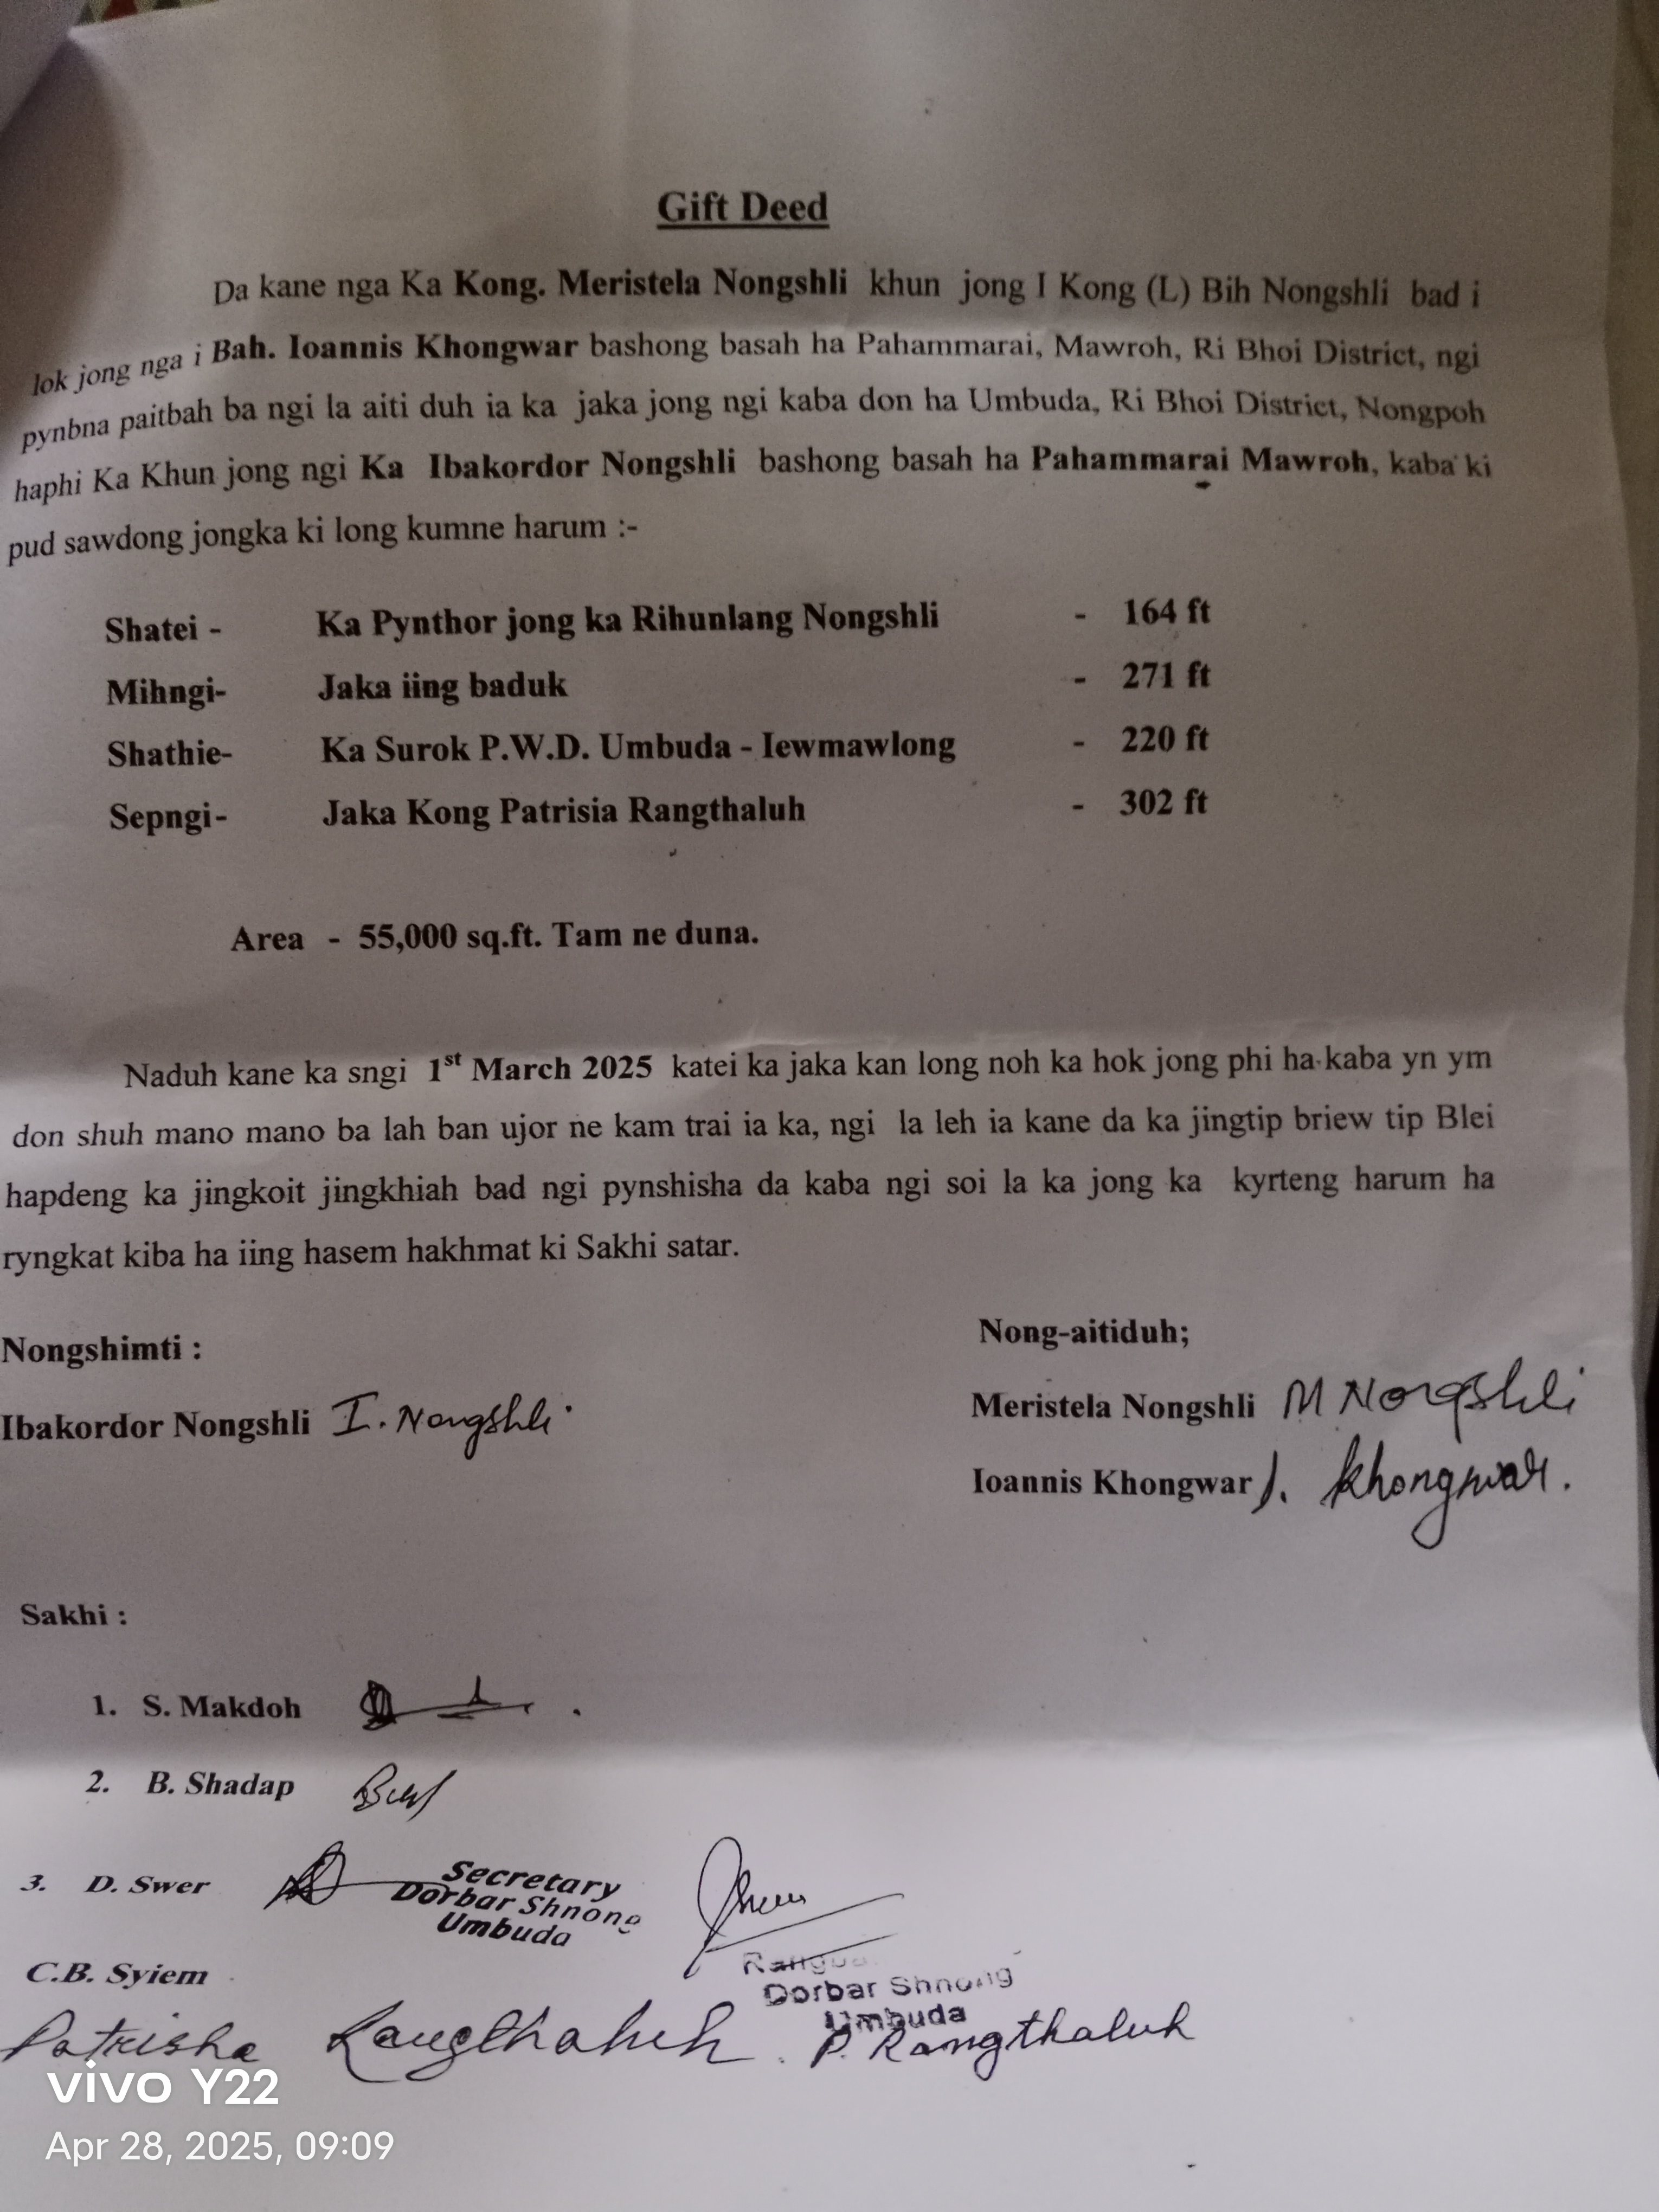 Gift Deed
Da kane nga Ka Kong. Meristela Nongshli khun jong I Kong (L) Bih Nongshli bad i
lok jong nga i Bah. Ioannis Khongwar bashong basah ha Pahammarai, Mawroh, Ri Bhoi District, ngi
pynbna paitbah ba ngi la aiti duh ia ka jaka jong ngi kaba don ha Umbuda, Ri Bhoi District, Nongpoh
haphi Ka Khun jong ngi Ka Ibakordor Nongshli bashong basah ha Pahammarai Mawroh, kaba ki
pud sawdong jongka ki long kumne harum :-
Shatei - Ka Pynthor jong ka Rihunlang Nongshli - 164 ft
Mihngi- Jaka iing baduk - 271 ft
Shathie- Ka Surok P.W.D. Umbuda - Iewmawlong - 220 ft
Sepngi- Jaka Kong Patrisia Rangthaluh - 302 ft
Area - 55,000 sq.ft. Tam ne duna.
Naduh kane ka sngi 1st March 2025 katei ka jaka kan long noh ka hok jong phi ha kaba yn ym
don shuh mano mano ba lah ban ujor ne kam trai ia ka, ngi la leh ia kane da ka jingtip briew tip Blei
hapdeng ka jingkoit jingkhiah bad ngi pynshisha da kaba ngi soi la ka jong ka kyrteng harum ha
ryngkat kiba ha iing hasem hakhmat ki Sakhi satar.
Nongshimti : Nong-aitiduh;
Ibakordor Nongshli I. Nongshli Meristela Nongshli M Nongshli
Ioannis Khongwar I. Khongwar.
Sakhi :
1. S. Makdoh
2. B. Shadap
3. D. Swer Secretary
Dorbar Shnong
Umbuda
C.B. Syiem
Dorbar Shnong
Umbuda
Patrisha Rangthaluh. P. Rangthaluh
vivo Y22
Apr 28, 2025, 09:09